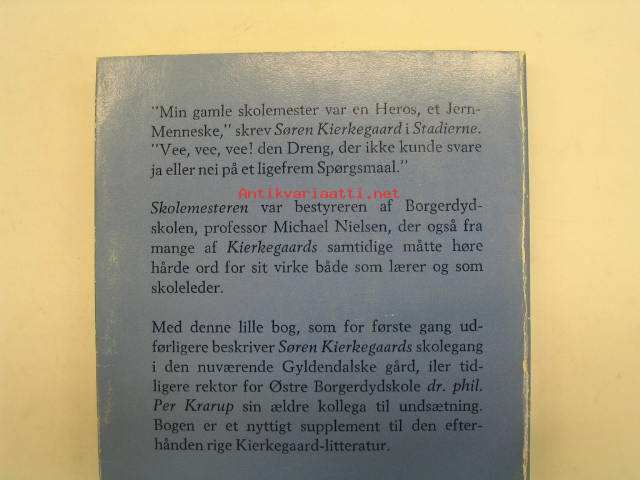 "Min gamle skolemester var en Heros, et Jern-
Menneske," skrev Søren Kierkegaard i Stadierne.
"Vee, vee, vee! den Dreng, der ikke kunde svare
ja eller nei på et ligefrem Spørgsmaal."
Antikvariaatti.net
Skolemesteren var bestyreren af Borgerdyd-
skolen, professor Michael Nielsen, der også fra
mange af Kierkegaards samtidige måtte høre
hårde ord for sit virke både som lærer og som
skoleleder.
Med denne lille bog, som for første gang ud-
førligere beskriver Søren Kierkegaards skolegang
i den nuværende Gyldendalske gård, iler tid-
ligere rektor for Østre Borgerdydskole dr. phil.
Per Krarup sin ældre kollega til undsætning.
Bogen er et nyttigt supplement til den efter-
hånden rige Kierkegaard-litteratur.